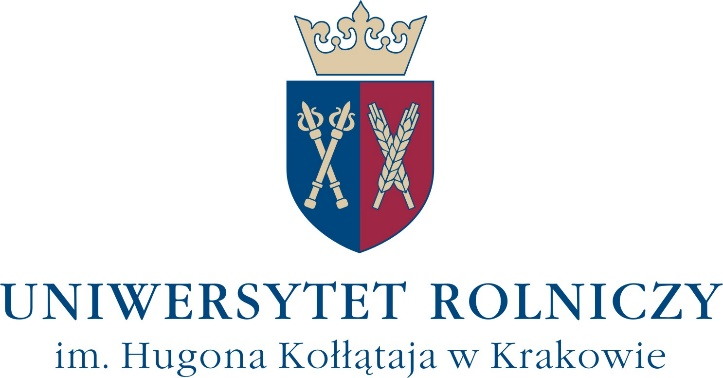 UNIWERSYTET ROLNICZY
im. Hugona Kołłątaja w Krakowie